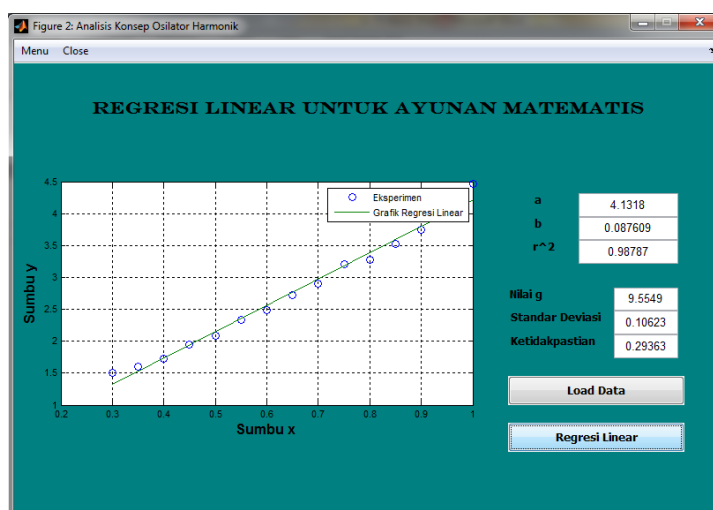 Figure 2: Analisis Konsep Osilator Harmonik
Menu Close
REGRESI LINEAR UNTUK AYUNAN MATEMATIS
4.5
4
3.5
3
2.5
2
1.5
1
Sumbu y
0.2 0.3 0.4 0.5 0.6 0.7 0.8 0.9 1
Sumbu x
Eksperimen
Grafik Regresi Linear
a 4.1318
b 0.087609
r^2 0.98787
Nilai g 9.5549
Standar Deviasi 0.10623
Ketidakpastian 0.29363
Load Data
Regresi Linear